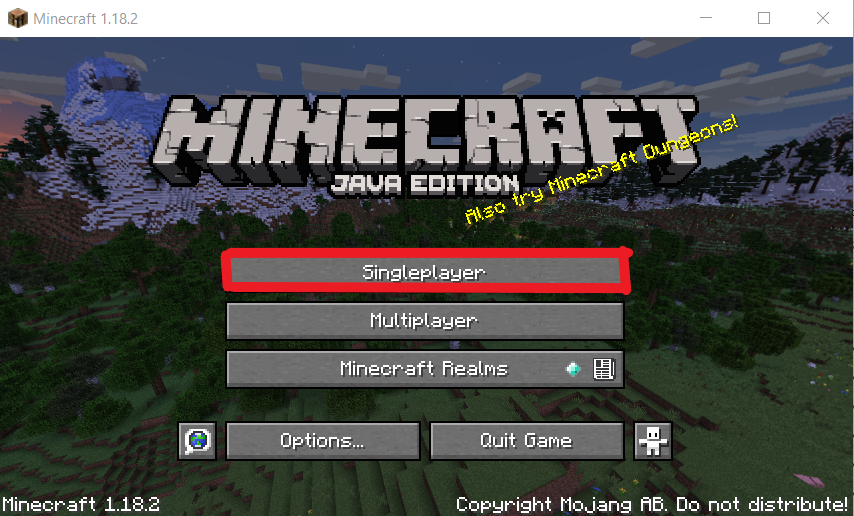 Minecraft 1.18.2
MINECRAFT
JAVA EDITION
Also try Minecraft Dungeons!
Singleplayer
Multiplayer
Minecraft Realms
Options... Quit Game
Minecraft 1.18.2 Copyright Mojang AB. Do not distribute!